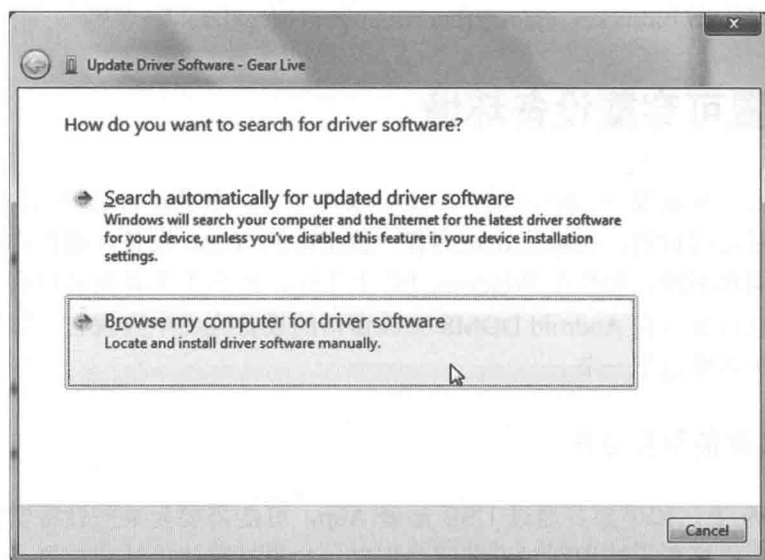 Update Driver Software - Gear Live
How do you want to search for driver software?
Search automatically for updated driver software
Windows will search your computer and the Internet for the latest driver software
for your device, unless you've disabled this feature in your device installation
settings.
Browse my computer for driver software
Locate and install driver software manually.
Cancel